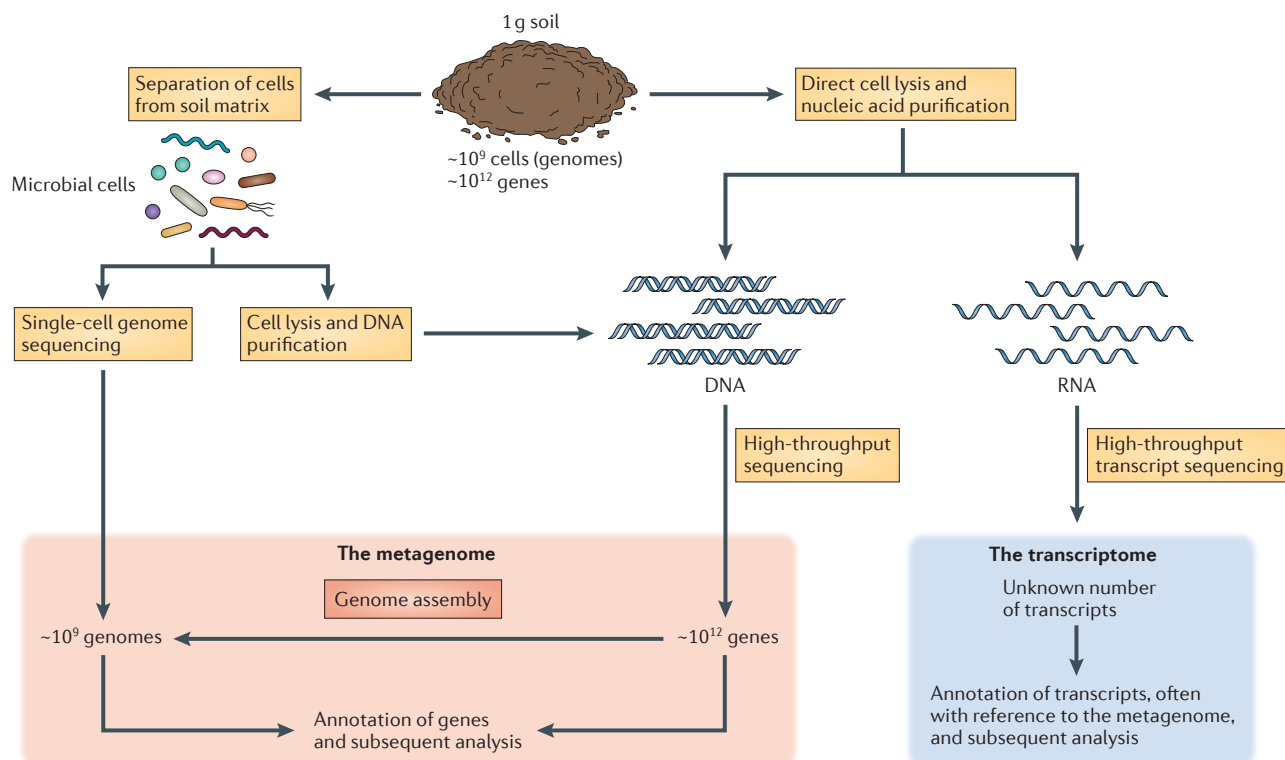 1 g soil
Separation of cells
from soil matrix
Direct cell lysis and
nucleic acid purification
~10⁹ cells (genomes)
~10¹² genes
Microbial cells
Single-cell genome
sequencing
Cell lysis and DNA
purification
DNA
RNA
High-throughput
sequencing
High-throughput
transcript sequencing
The metagenome
Genome assembly
~10⁹ genomes
~10¹² genes
Annotation of genes
and subsequent analysis
The transcriptome
Unknown number
of transcripts
Annotation of transcripts, often
with reference to the metagenome,
and subsequent analysis